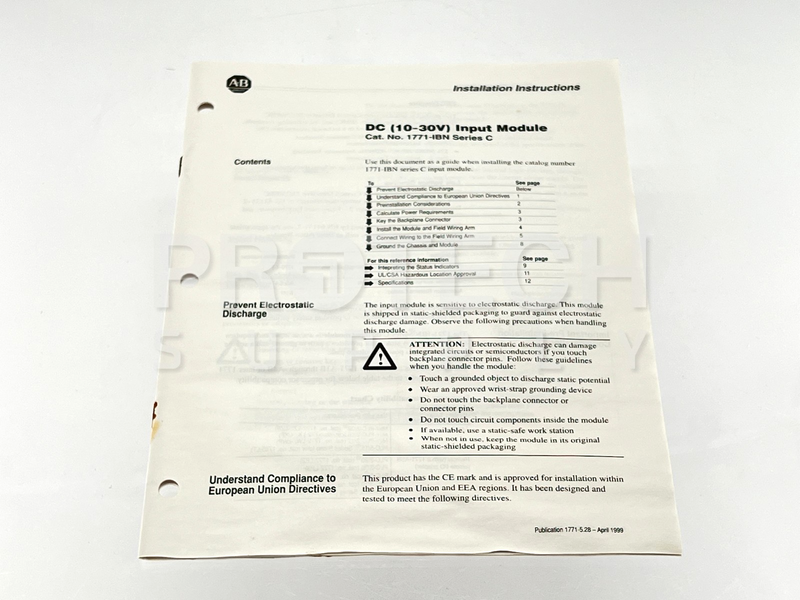 AB
Installation Instructions
DC (10-30V) Input Module
Cat. No. 1771-IBN Series C
Contents
Use this document as a guide when installing the catalog number
1771-IBN series C input module.
To See page
Prevent Electrostatic Discharge Below
Understand Compliance to European Union Directives 1
Preinstallation Considerations 2
Calculate Power Requirements 3
Key the Backplane Connector 3
Install the Module and Field Wiring Arm 4
Connect Wiring to the Field Wiring Arm 5
Ground the Chassis and Module 8
For this reference information See page
Interpreting the Status Indicators 9
UL/CSA Hazardous Location Approval 11
Specifications 12
PRO TECH
SUPPLY
Prevent Electrostatic
Discharge
The input module is sensitive to electrostatic discharge. This module
is shipped in static-shielded packaging to guard against electrostatic
discharge damage. Observe the following precautions when handling
this module.
ATTENTION: Electrostatic discharge can damage
integrated circuits or semiconductors if you touch
backplane connector pins. Follow these guidelines
when you handle the module:
• Touch a grounded object to discharge static potential
• Wear an approved wrist-strap grounding device
• Do not touch the backplane connector or
connector pins
• Do not touch circuit components inside the module
• If available, use a static-safe work station
• When not in use, keep the module in its original
static-shielded packaging
Understand Compliance to
European Union Directives
This product has the CE mark and is approved for installation within
the European Union and EEA regions. It has been designed and
tested to meet the following directives.
Publication 1771-5.28 – April 1999